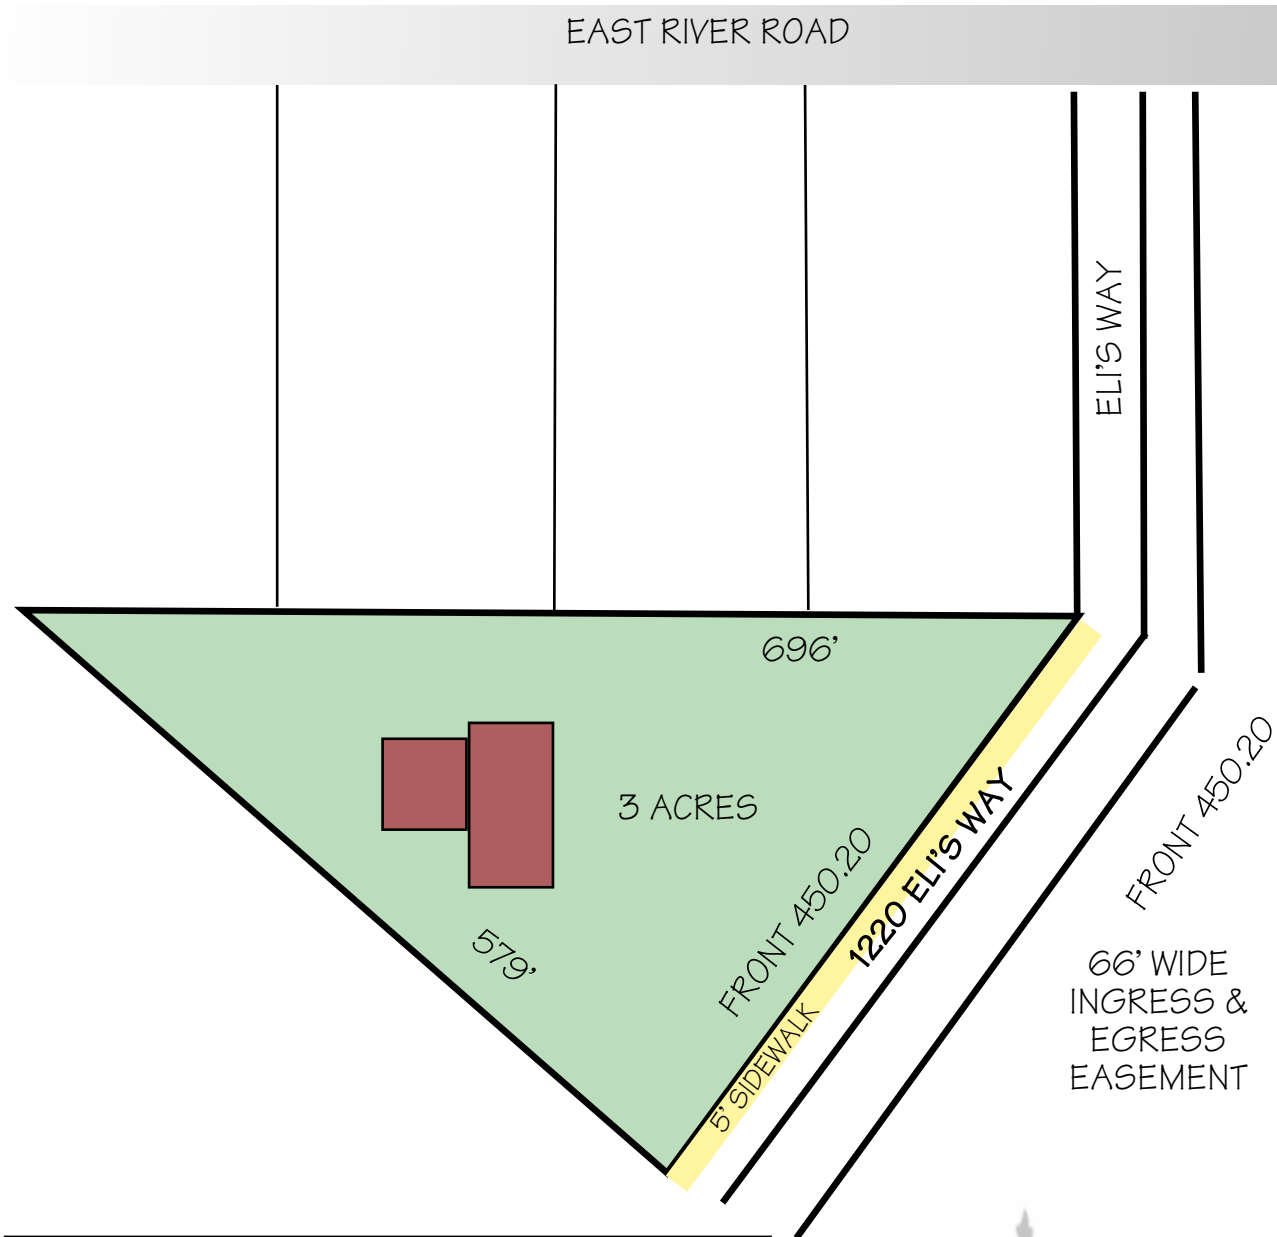 EAST RIVER ROAD
ELI'S WAY
696'
3 ACRES
579'
FRONT 450.20
1220 ELI'S WAY
5' SIDEWALK
FRONT 450.20
66' WIDE
INGRESS &
EGRESS
EASEMENT